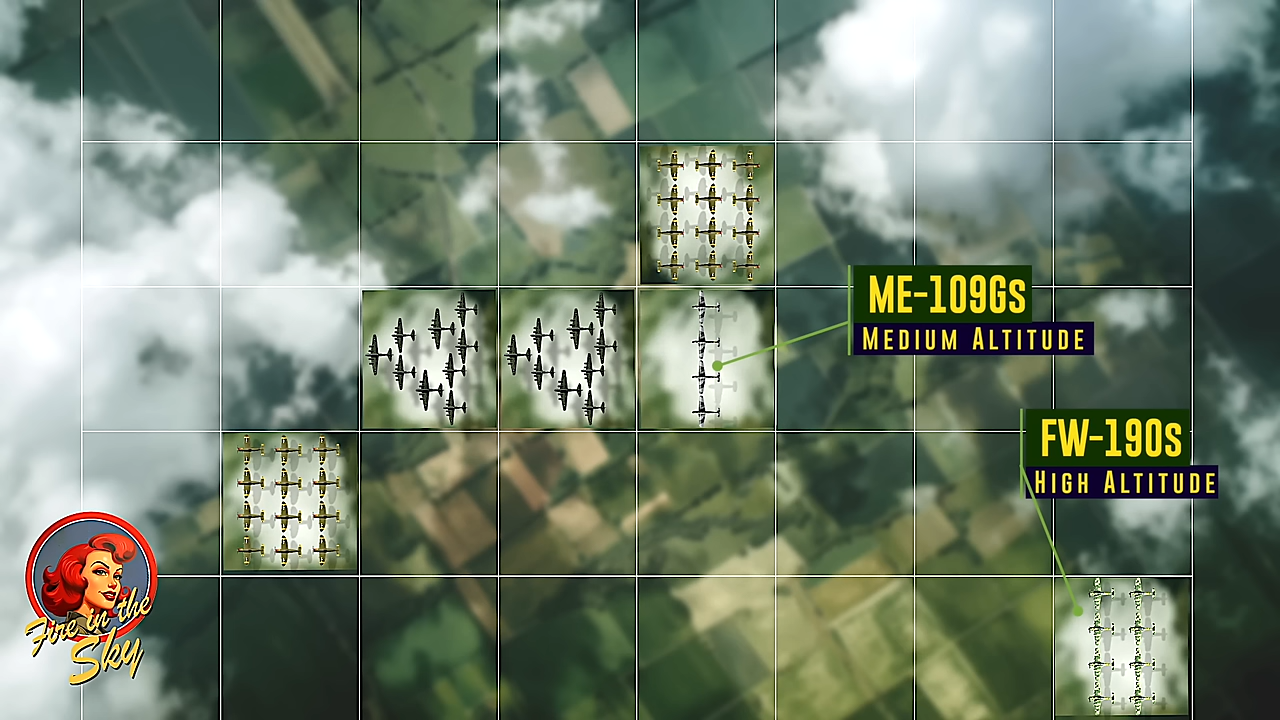 ME-109Gs
Medium Altitude
FW-190s
High Altitude
Fire in the
Sky